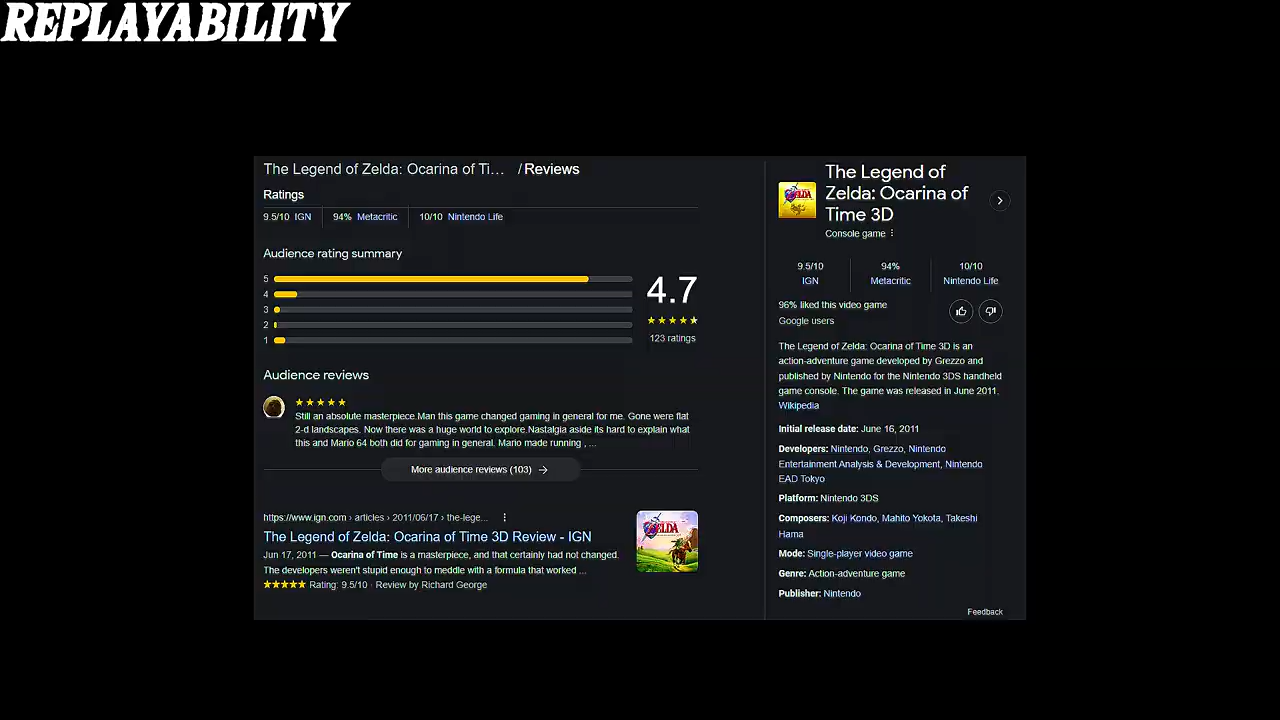 REPLAYABILITY
The Legend of Zelda: Ocarina of Ti... / Reviews
Ratings
9.5/10 IGN
94% Metacritic
10/10 Nintendo Life
Audience rating summary
5
4
3
2
1
4.7
123 ratings
Audience reviews
Still an absolute masterpiece.Man this game changed gaming in general for me. Gone were flat
2-d landscapes. Now there was a huge world to explore.Nastalgia aside its hard to explain what
this and Mario 64 both did for gaming in general. Mario made running , ...
More audience reviews (103) →
https://www.ign.com › articles › 2011/06/17 › the-lege...
The Legend of Zelda: Ocarina of Time 3D Review - IGN
Jun 17, 2011 — Ocarina of Time is a masterpiece, and that certainly had not changed.
The developers weren't stupid enough to meddle with a formula that worked ...
Rating: 9.5/10 · Review by Richard George
ZELDA
ZELDA
The Legend of
Zelda: Ocarina of
Time 3D
Console game
9.5/10
IGN
94%
Metacritic
10/10
Nintendo Life
96% liked this video game
Google users
The Legend of Zelda: Ocarina of Time 3D is an
action-adventure game developed by Grezzo and
published by Nintendo for the Nintendo 3DS handheld
game console. The game was released in June 2011.
Wikipedia
Initial release date: June 16, 2011
Developers: Nintendo, Grezzo, Nintendo
Entertainment Analysis & Development, Nintendo
EAD Tokyo
Platform: Nintendo 3DS
Composers: Koji Kondo, Mahito Yokota, Takeshi
Hama
Mode: Single-player video game
Genre: Action-adventure game
Publisher: Nintendo
Feedback